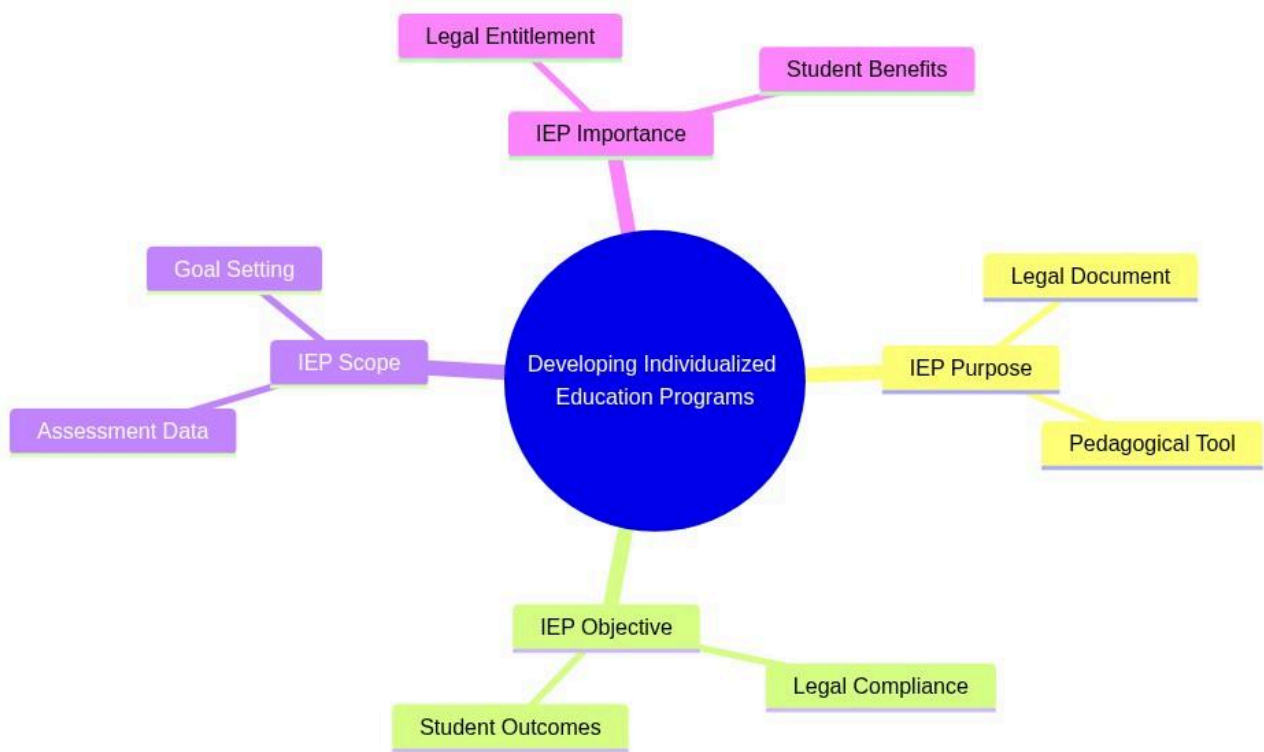 Legal Entitlement
Student Benefits
IEP Importance
Goal Setting
Legal Document
IEP Scope
Developing Individualized
Education Programs
IEP Purpose
Assessment Data
Pedagogical Tool
IEP Objective
Legal Compliance
Student Outcomes